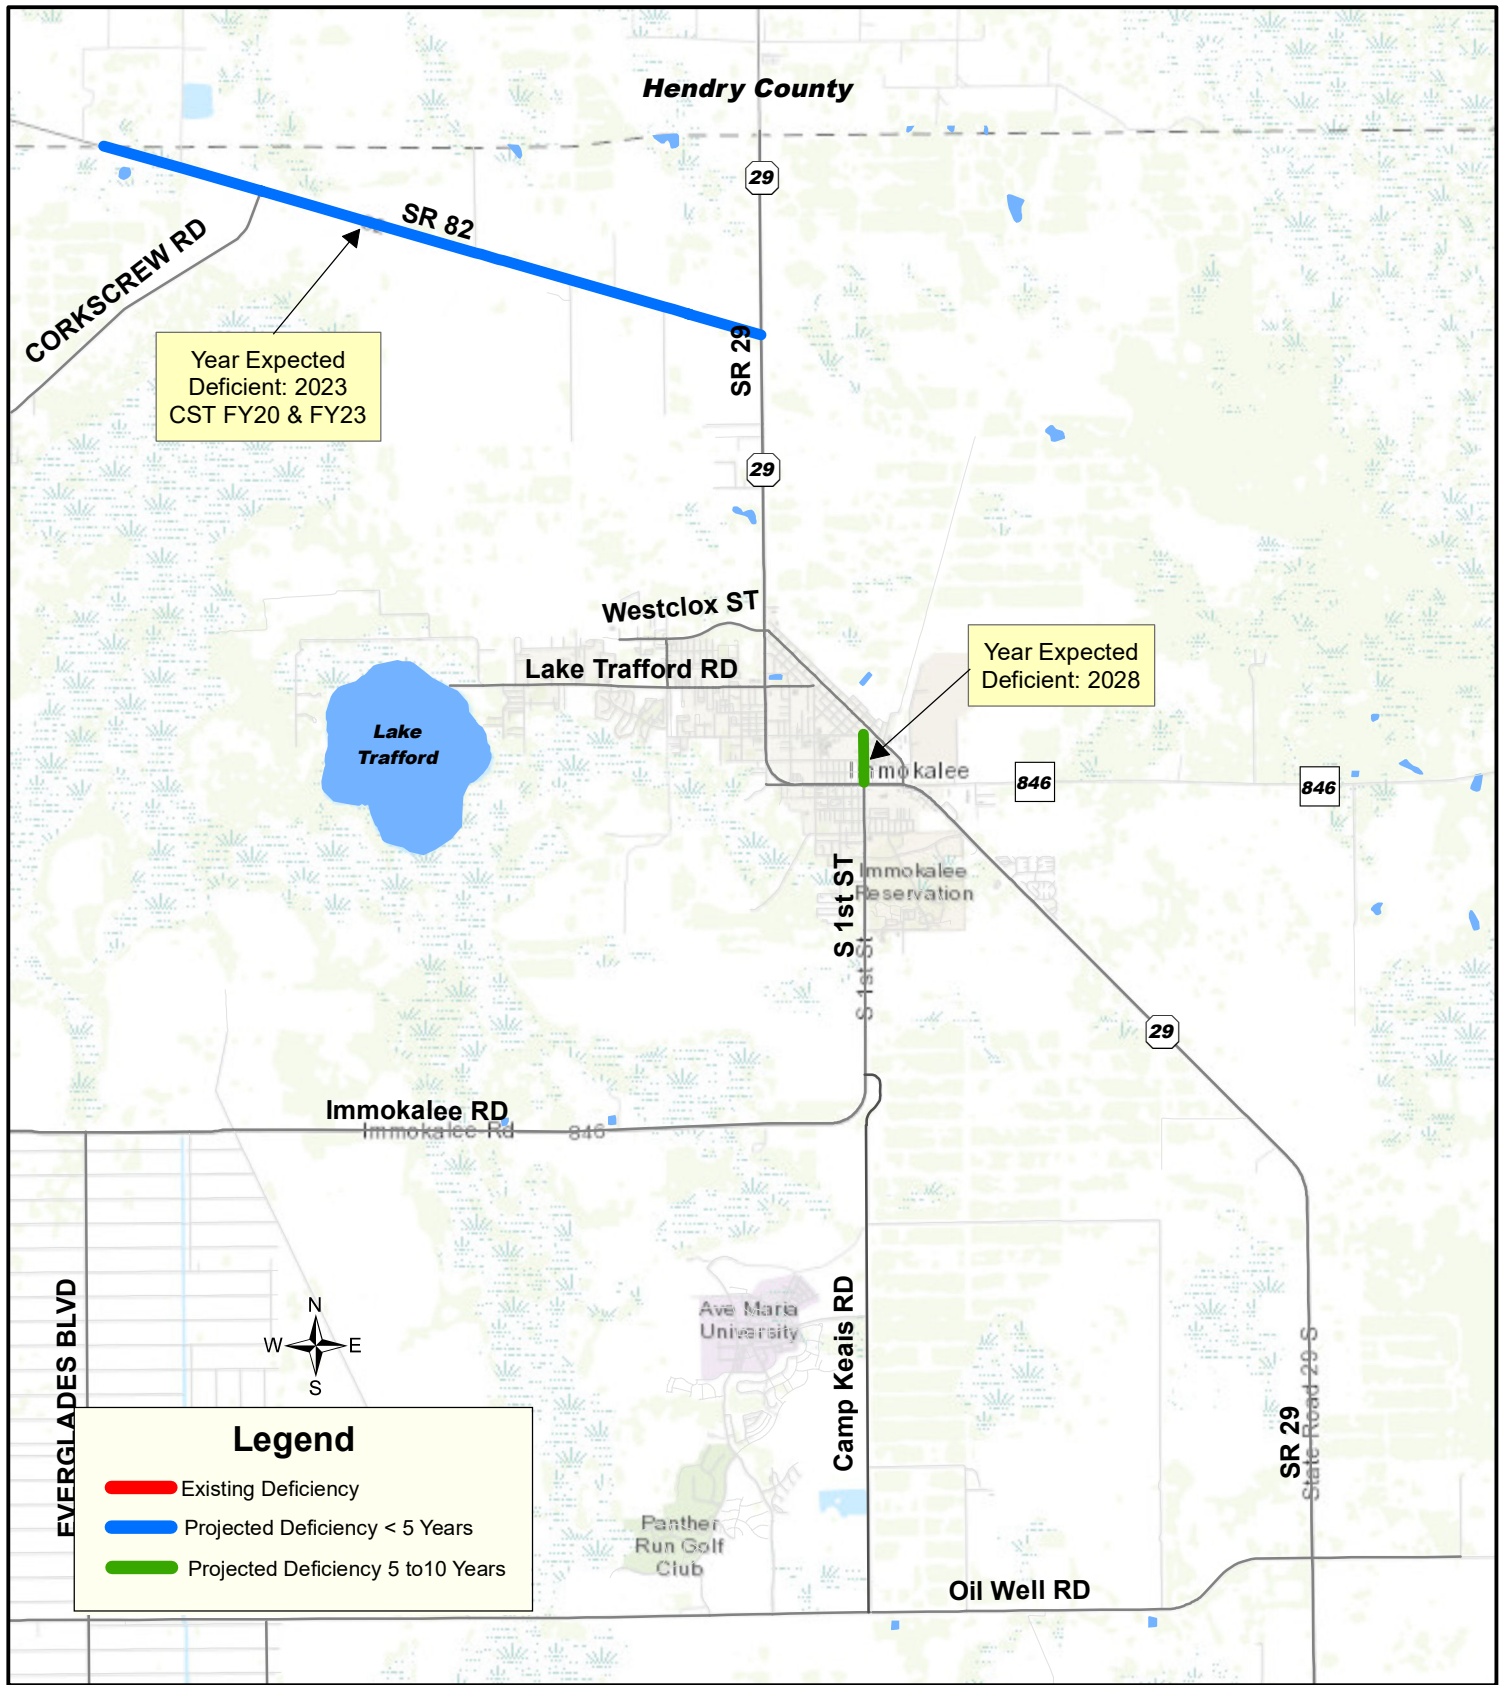 Hendry County
29
SR 82
CORKSCREW RD
Year Expected
Deficient: 2023
CST FY20 & FY23
SR 29
29
Westclox ST
Lake Trafford RD
Year Expected
Deficient: 2028
Lake
Trafford
Immokalee
846
846
S 1st ST
Immokalee
Reservation
S 1st St
29
Immokalee RD
Immokalee Rd
846
EVERGLADES BLVD
N
W
E
S
Ave Maria
University
Camp Keais RD
SR 29
State Road 29 S
Legend
Existing Deficiency
Projected Deficiency < 5 Years
Projected Deficiency 5 to10 Years
Panther
Run Golf
Club
Oil Well RD